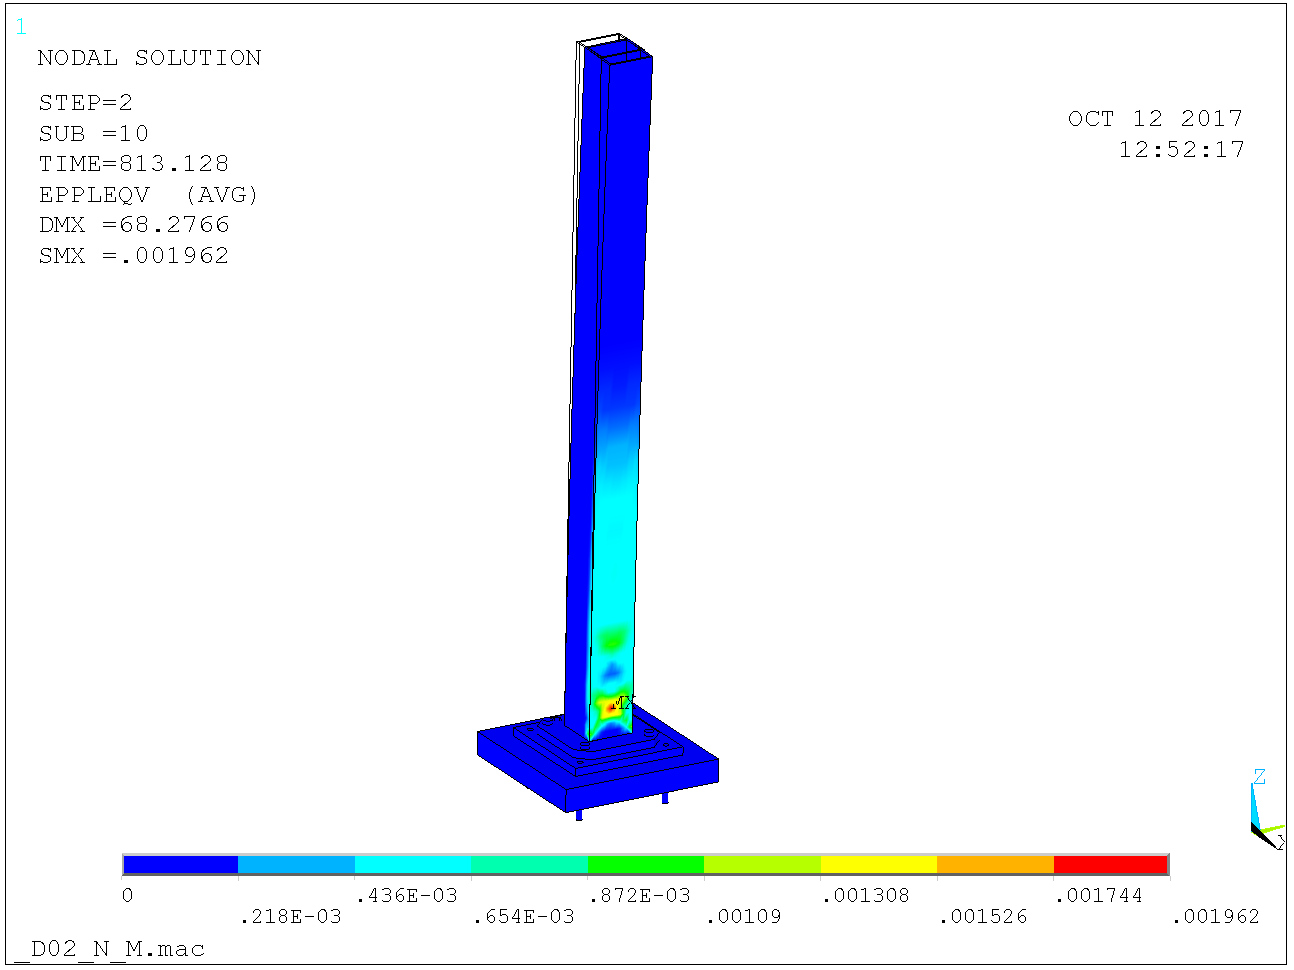 1
NODAL SOLUTION
STEP=2
SUB =10
TIME=813.128
EPPLEQV (AVG)
DMX =68.2766
SMX =.001962
OCT 12 2017
12:52:17
MX
Z
0
.218E-03
.436E-03
.654E-03
.872E-03
.00109
.001308
.001526
.001744
.001962
_D02_N_M.mac